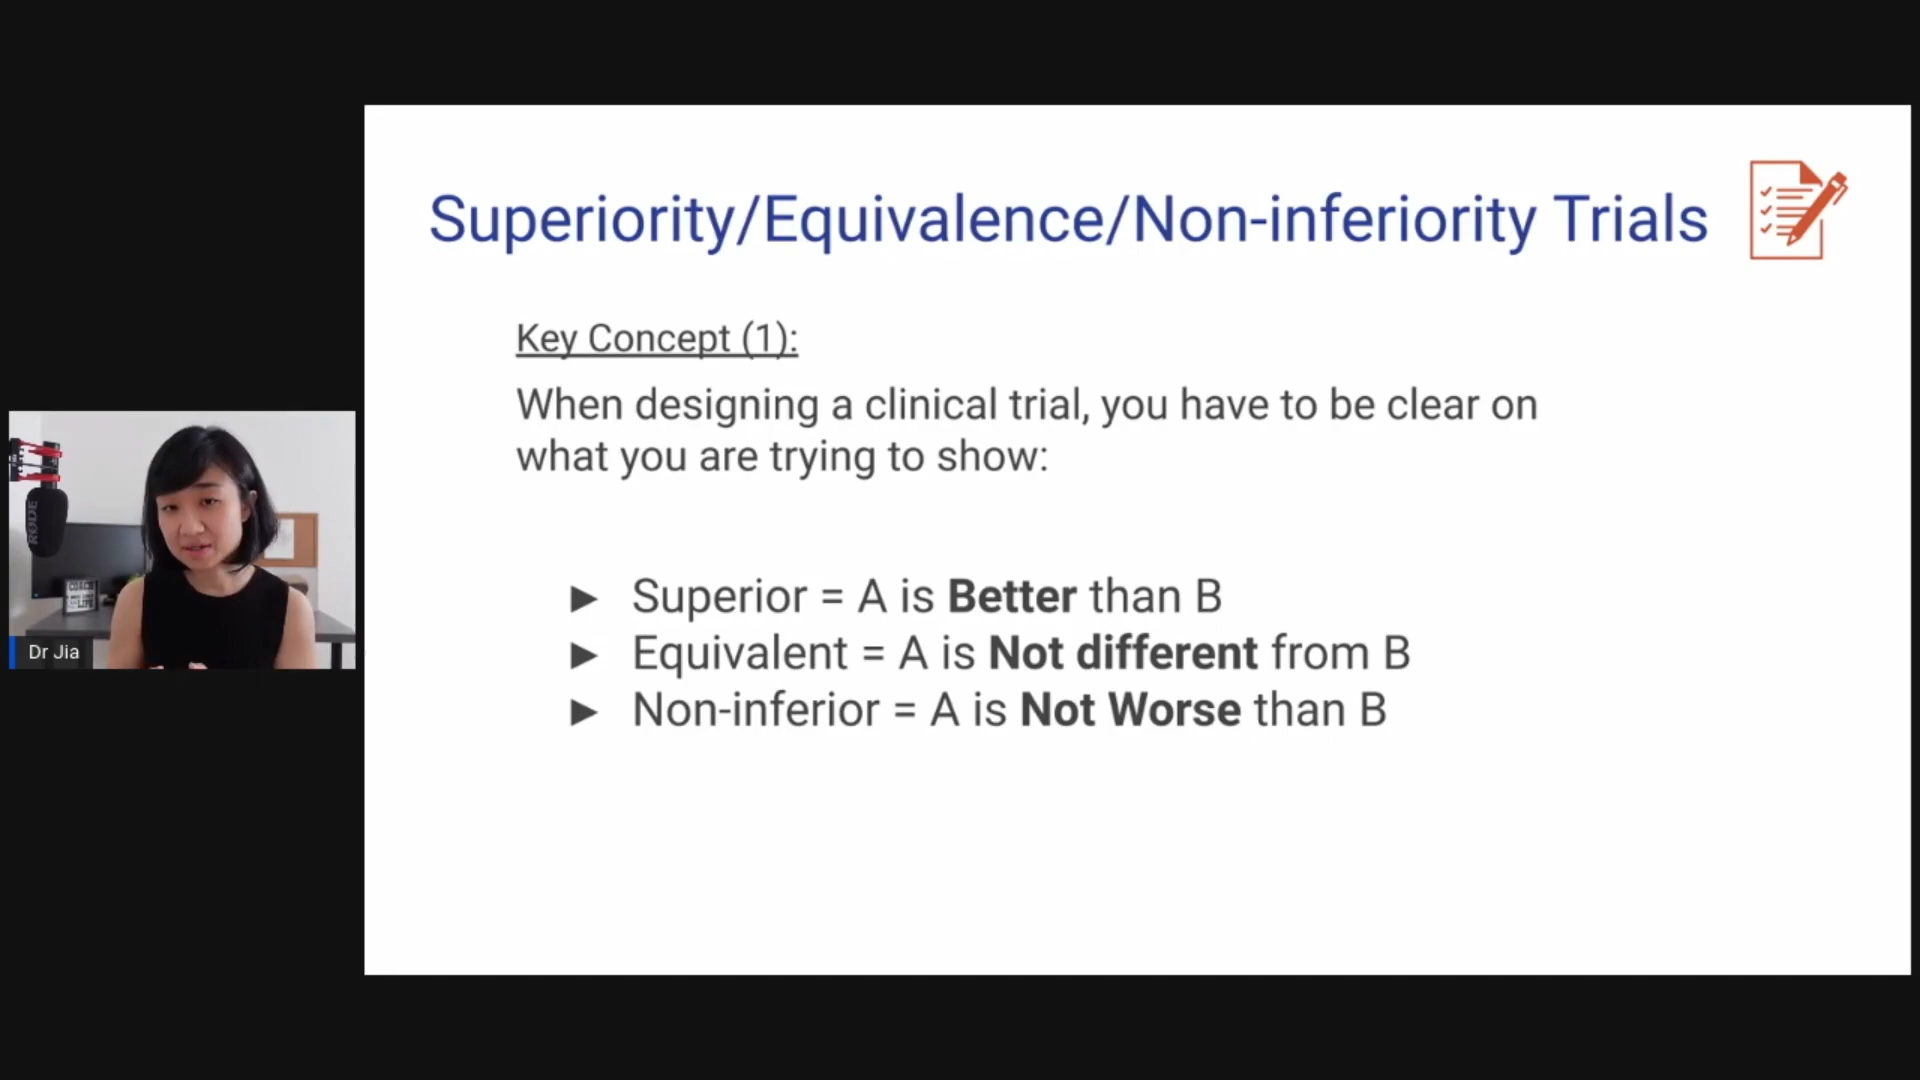 Superiority/Equivalence/Non-inferiority Trials
Key Concept (1):
When designing a clinical trial, you have to be clear on
what you are trying to show:
► Superior = A is Better than B
► Equivalent = A is Not different from B
► Non-inferior = A is Not Worse than B
RØDE
Dr Jia